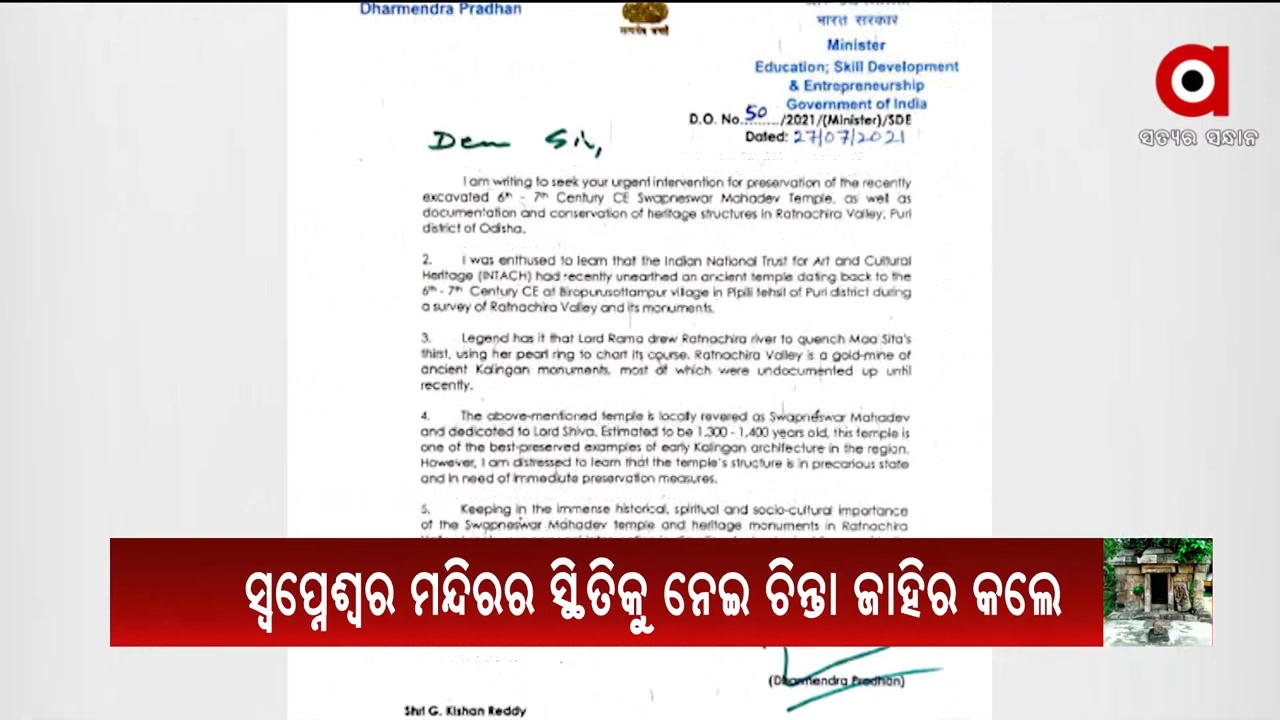 Dharmendra Pradhan
भारत सरकार
Minister
Education; Skill Development
& Entrepreneurship
Government of India
D.O. No. 50 /2021/(Minister)/SDE
Dated: 27/07/2021
Dear Sir,
ସତ୍ୟର ସନ୍ଧାନ
I am writing to seek your urgent intervention for preservation of the recently
excavated 6th - 7th Century CE Swapneswar Mahadev Temple, as well as
documentation and conservation of heritage structures in Ratnachira Valley, Puri
district of Odisha.
2. I was enthused to learn that the Indian National Trust for Art and Cultural
Heritage (INTACH) had recently unearthed an ancient temple dating back to the
6th - 7th Century CE at Biropurusottampur village in Pipili tehsil of Puri district during
a survey of Ratnachira Valley and its monuments.
3. Legend has it that Lord Rama drew Ratnachira river to quench Maa Sita's
thirst, using her pearl ring to chart its course. Ratnachira Valley is a gold-mine of
ancient Kalingan monuments, most of which were undocumented up until
recently.
4. The above-mentioned temple is locally revered as Swapneswar Mahadev
and dedicated to Lord Shiva. Estimated to be 1,300 - 1,400 years old, this temple is
one of the best-preserved examples of early Kalingan architecture in the region.
However, I am distressed to learn that the temple's structure is in precarious state
and in need of immediate preservation measures.
5. Keeping in the immense historical, spiritual and socio-cultural importance
of the Swapneswar Mahadev temple and heritage monuments in Ratnachira
ସ୍ୱପ୍ନେଶ୍ୱର ମନ୍ଦିରର ସ୍ଥିତିକୁ ନେଇ ଚିନ୍ତା ଜାହିର କଲେ
(Dharmendra Pradhan)
Shri G. Kishan Reddy